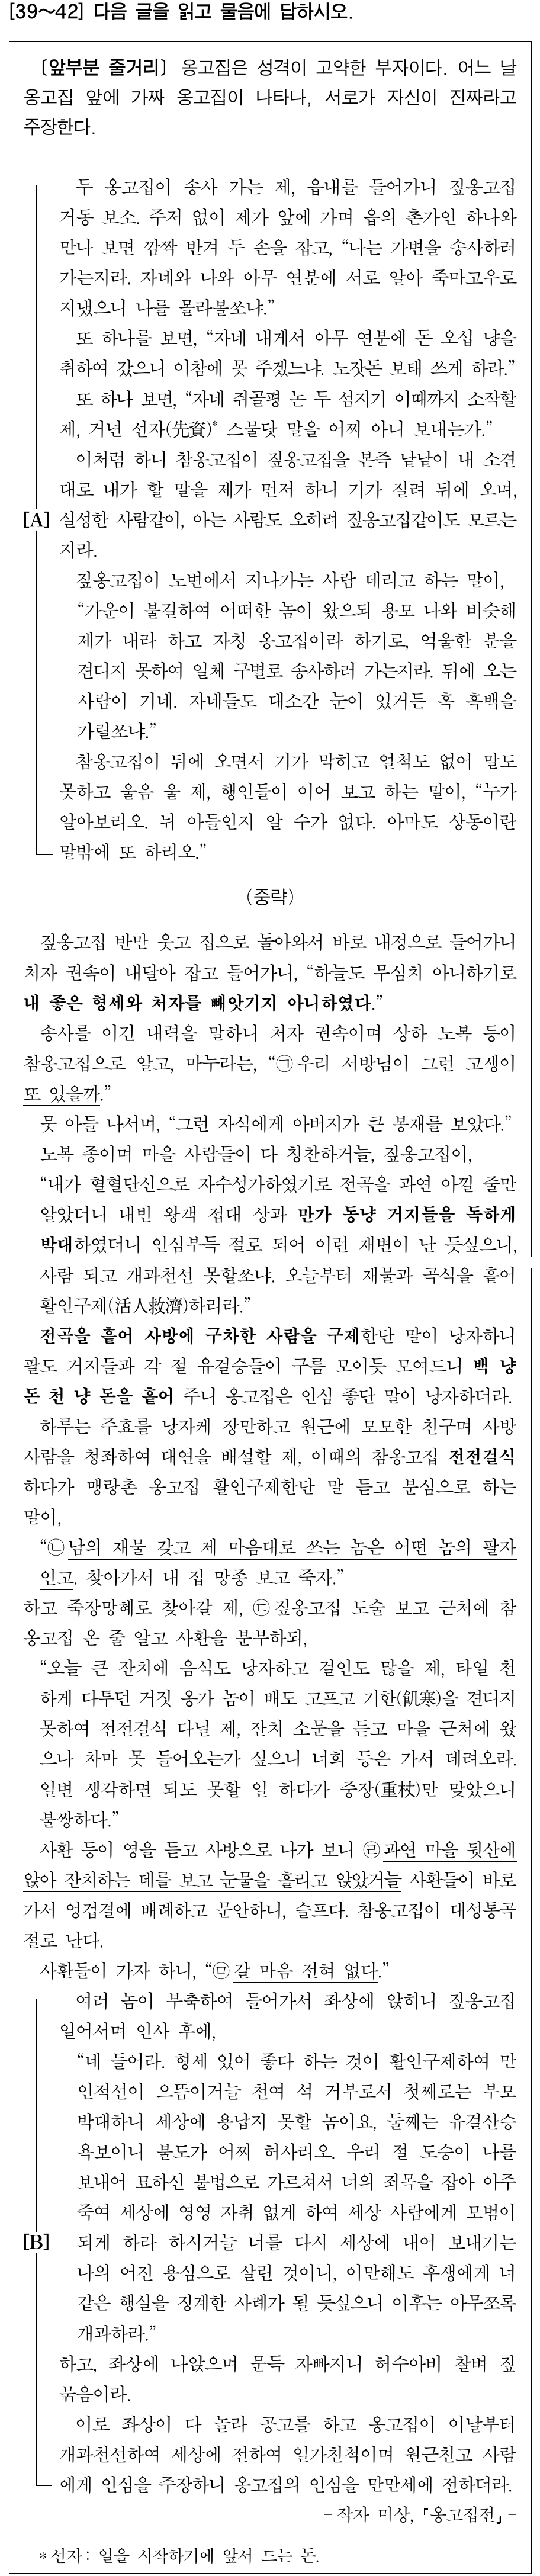 [39～42] 다음 글을 읽고 물음에 답하시오.
〔앞부분 줄거리〕 옹고집은 성격이 고약한 부자이다. 어느 날
옹고집 앞에 가짜 옹고집이 나타나, 서로가 자신이 진짜라고
주장한다.
두 옹고집이 송사 가는 제, 읍내를 들어가니 짚옹고집
거동 보소. 주저 없이 제가 앞에 가며 읍의 촌가인 하나와
만나 보면 깜짝 반겨 두 손을 잡고, “나는 가변을 송사하러
가는지라. 자네와 나와 아무 연분에 서로 알아 죽마고우로
지냈으니 나를 몰라볼쏘냐.”
또 하나를 보면, “자네 내게서 아무 연분에 돈 오십 냥을
취하여 갔으니 이참에 못 주겠느냐. 노잣돈 보태 쓰게 하라.”
또 하나 보면, “자네 쥐골평 논 두 섬지기 이때까지 소작할
제, 거년 선자(先資)* 스물닷 말을 어찌 아니 보내는가.”
이처럼 하니 참옹고집이 짚옹고집을 본즉 낱낱이 내 소견
대로 내가 할 말을 제가 먼저 하니 기가 질려 뒤에 오며,
[A] 실성한 사람같이, 아는 사람도 오히려 짚옹고집같이도 모르는
지라.
짚옹고집이 노변에서 지나가는 사람 데리고 하는 말이,
“가운이 불길하여 어떠한 놈이 왔으되 용모 나와 비슷해
제가 내라 하고 자칭 옹고집이라 하기로, 억울한 분을
견디지 못하여 일체 구별로 송사하러 가는지라. 뒤에 오는
사람이 기네. 자네들도 대소간 눈이 있거든 혹 흑백을
가릴쏘냐.”
참옹고집이 뒤에 오면서 기가 막히고 얼척도 없어 말도
못하고 울음 울 제, 행인들이 이어 보고 하는 말이, “누가
알아보리오. 뉘 아들인지 알 수가 없다. 아마도 상동이란
말밖에 또 하리오.”
(중략)
짚옹고집 반만 웃고 집으로 돌아와서 바로 내정으로 들어가니
처자 권속이 내달아 잡고 들어가니, “하늘도 무심치 아니하기로
내 좋은 형세와 처자를 빼앗기지 아니하였다.”
송사를 이긴 내력을 말하니 처자 권속이며 상하 노복 등이
참옹고집으로 알고, 마누라는, “㉠우리 서방님이 그런 고생이
또 있을까.”
뭇 아들 나서며, “그런 자식에게 아버지가 큰 봉재를 보았다.”
노복 종이며 마을 사람들이 다 칭찬하거늘, 짚옹고집이,
“내가 혈혈단신으로 자수성가하였기로 전곡을 과연 아낄 줄만
알았더니 내빈 왕객 접대 상과 만가 동냥 거지들을 독하게
박대하였더니 인심부득 절로 되어 이런 재변이 난 듯싶으니,
사람 되고 개과천선 못할쏘냐. 오늘부터 재물과 곡식을 흩어
활인구제(活人救濟)하리라.”
전곡을 흩어 사방에 구차한 사람을 구제한단 말이 낭자하니
팔도 거지들과 각 절 유걸승들이 구름 모이듯 모여드니 백 냥
돈 천 냥 돈을 흩어 주니 옹고집은 인심 좋단 말이 낭자하더라.
하루는 주효를 낭자케 장만하고 원근에 모모한 친구며 사방
사람을 청좌하여 대연을 배설할 제, 이때의 참옹고집 전전걸식
하다가 맹랑촌 옹고집 활인구제한단 말 듣고 분심으로 하는
말이,
“㉡남의 재물 갖고 제 마음대로 쓰는 놈은 어떤 놈의 팔자
인고. 찾아가서 내 집 망종 보고 죽자.”
하고 죽장망혜로 찾아갈 제, ㉢짚옹고집 도술 보고 근처에 참
옹고집 온 줄 알고 사환을 분부하되,
“오늘 큰 잔치에 음식도 낭자하고 걸인도 많을 제, 타일 천
하게 다투던 거짓 옹가 놈이 배도 고프고 기한(飢寒)을 견디지
못하여 전전걸식 다닐 제, 잔치 소문을 듣고 마을 근처에 왔
으나 차마 못 들어오는가 싶으니 너희 등은 가서 데려오라.
일변 생각하면 되도 못할 일 하다가 중장(重杖)만 맞았으니
불쌍하다.”
사환 등이 영을 듣고 사방으로 나가 보니 ㉣과연 마을 뒷산에
앉아 잔치하는 데를 보고 눈물을 흘리고 앉았거늘 사환들이 바로
가서 엉겁결에 배례하고 문안하니, 슬프다. 참옹고집이 대성통곡
절로 난다.
사환들이 가자 하니, “㉤갈 마음 전혀 없다.”
여러 놈이 부축하여 들어가서 좌상에 앉히니 짚옹고집
일어서며 인사 후에,
“네 들어라. 형세 있어 좋다 하는 것이 활인구제하여 만
인적선이 으뜸이거늘 천여 석 거부로서 첫째로는 부모
박대하니 세상에 용납지 못할 놈이요, 둘째는 유걸산승
욕보이니 불도가 어찌 허사리오. 우리 절 도승이 나를
보내어 묘하신 불법으로 가르쳐서 너의 죄목을 잡아 아주
죽여 세상에 영영 자취 없게 하여 세상 사람에게 모범이
[B] 되게 하라 하시거늘 너를 다시 세상에 내어 보내기는
나의 어진 용심으로 살린 것이니, 이만해도 후생에게 너
같은 행실을 징계한 사례가 될 듯싶으니 이후는 아무쪼록
개과하라.”
하고, 좌상에 나앉으며 문득 자빠지니 허수아비 찰벼 짚
묶음이라.
이로 좌상이 다 놀라 공고를 하고 옹고집이 이날부터
개과천선하여 세상에 전하여 일가친척이며 원근친고 사람
에게 인심을 주장하니 옹고집의 인심을 만만세에 전하더라.
- 작자 미상, 「옹고집전」 -
* 선자 : 일을 시작하기에 앞서 드는 돈.